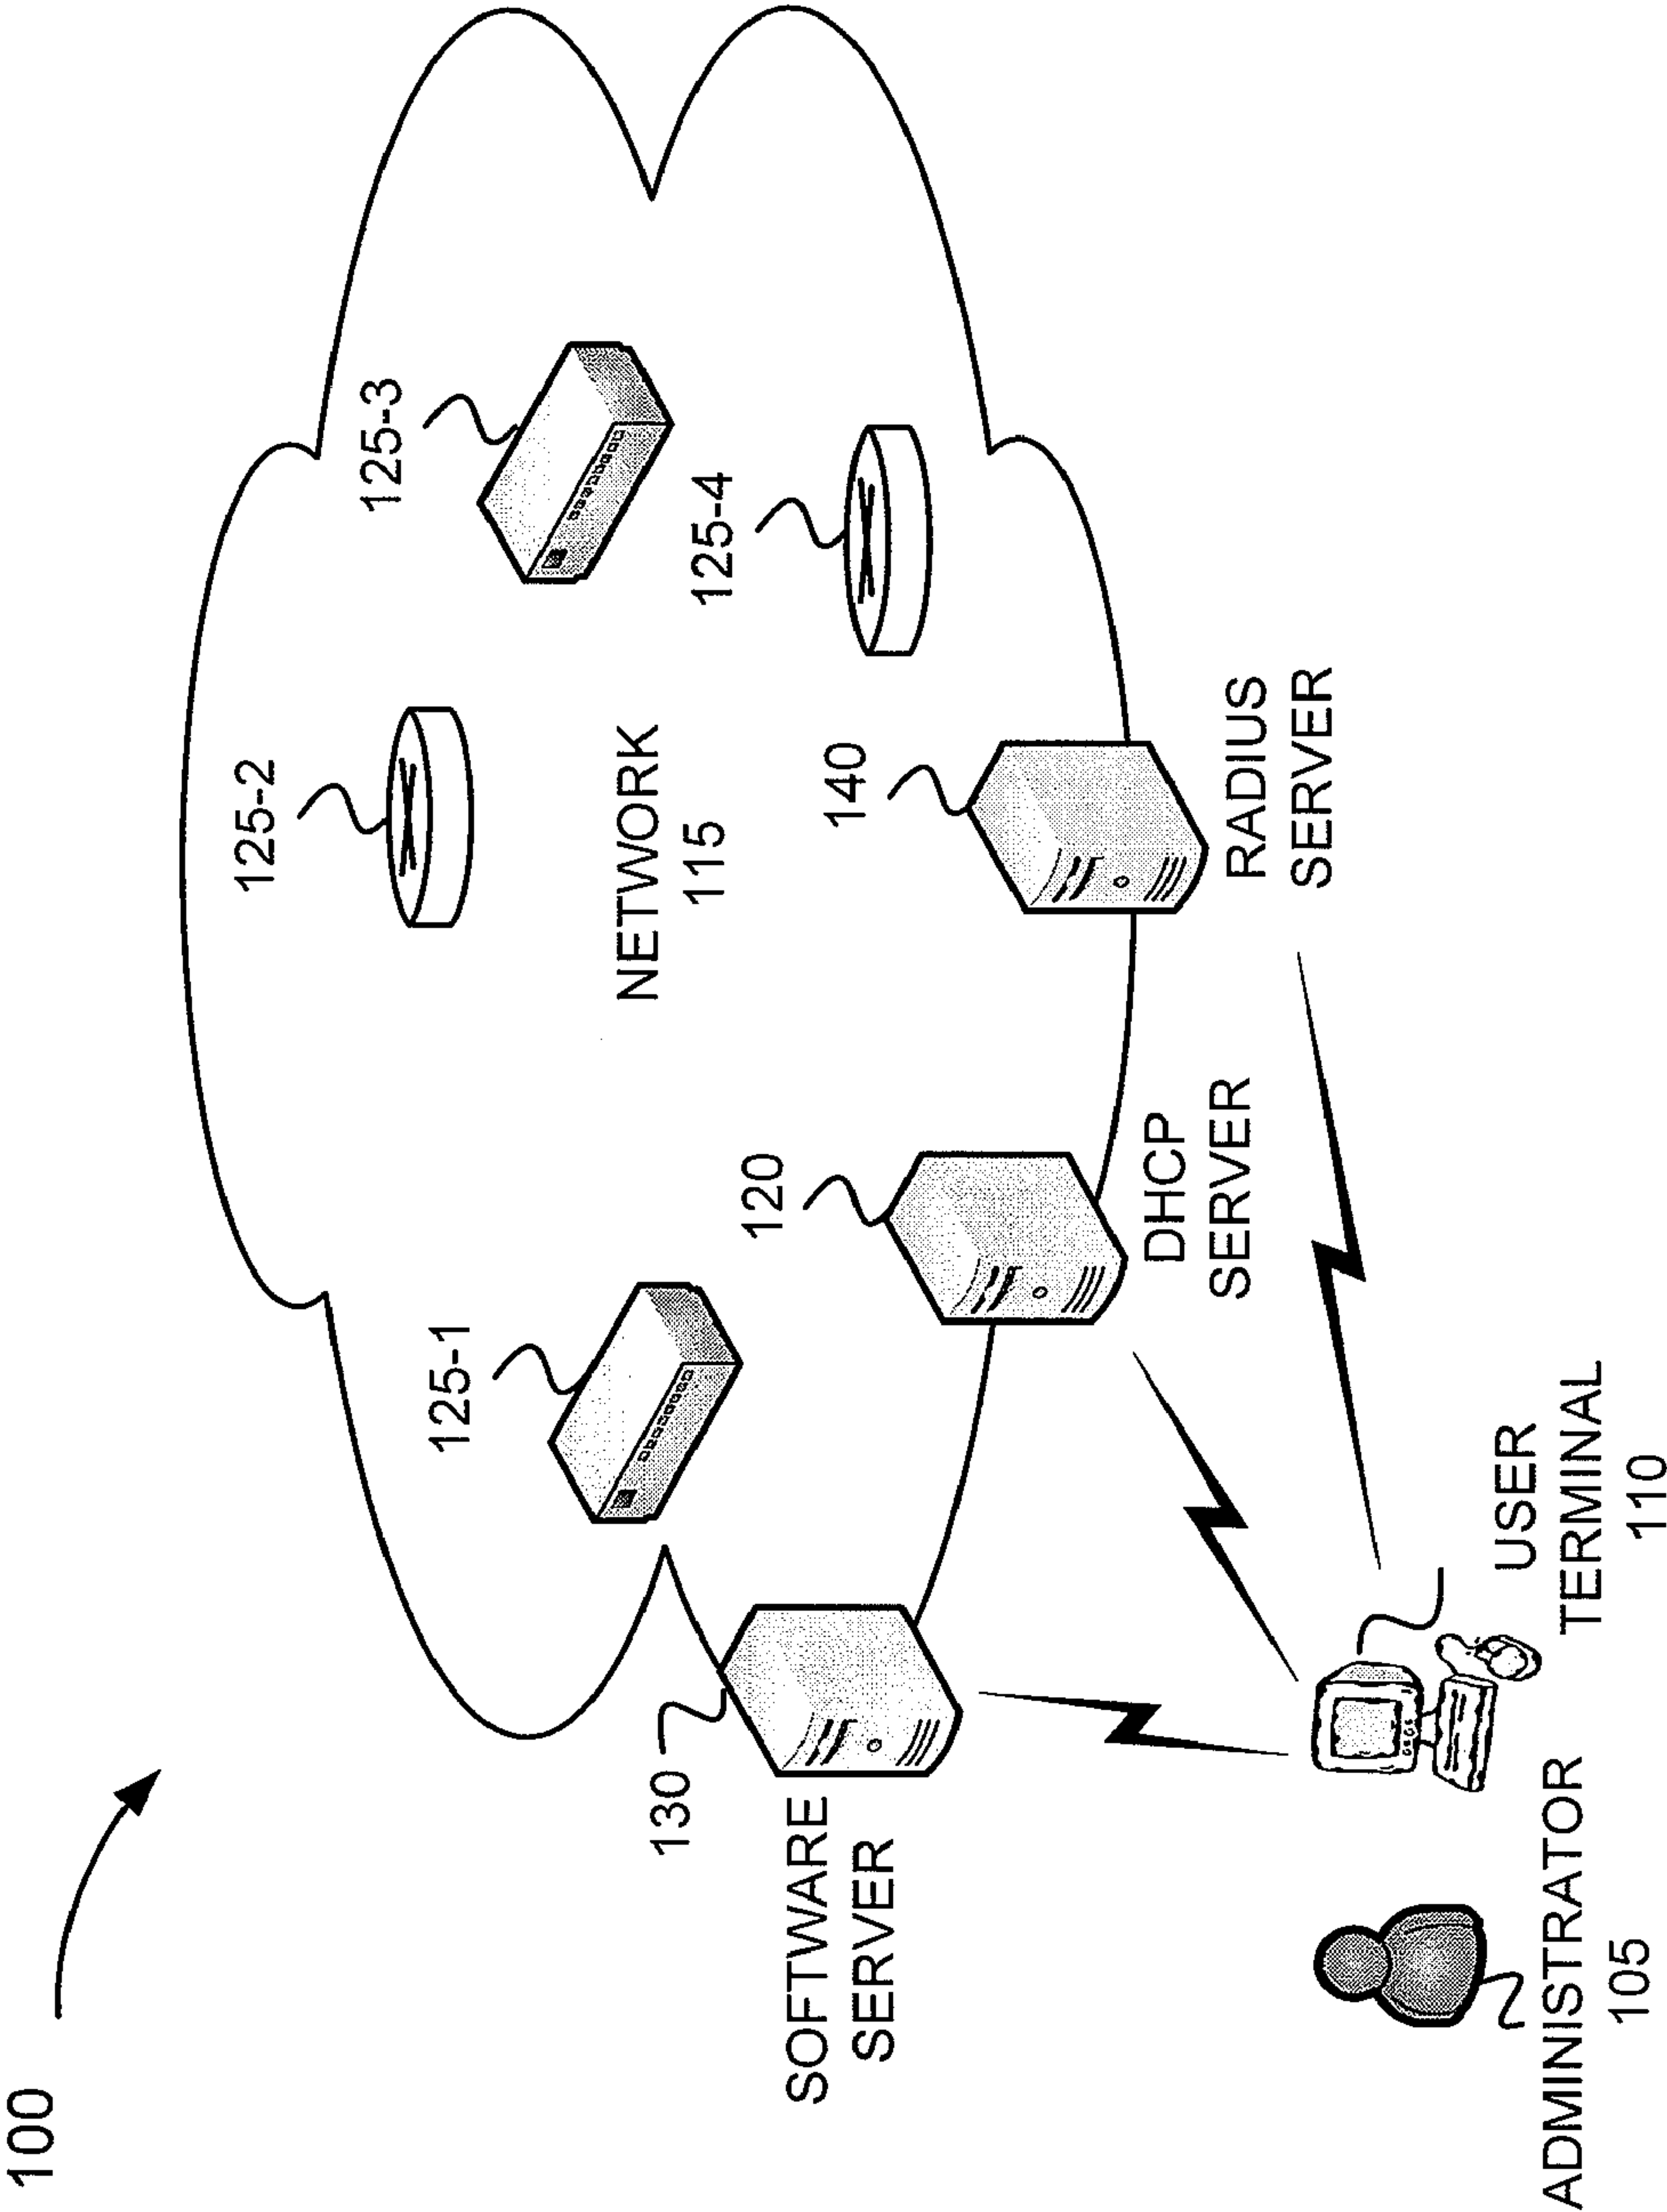 100
125-2
125-3
125-1
NETWORK
115
125-4
120
140
130
SOFTWARE
SERVER
DHCP
SERVER
RADIUS
SERVER
USER
TERMINAL
110
ADMINISTRATOR
105